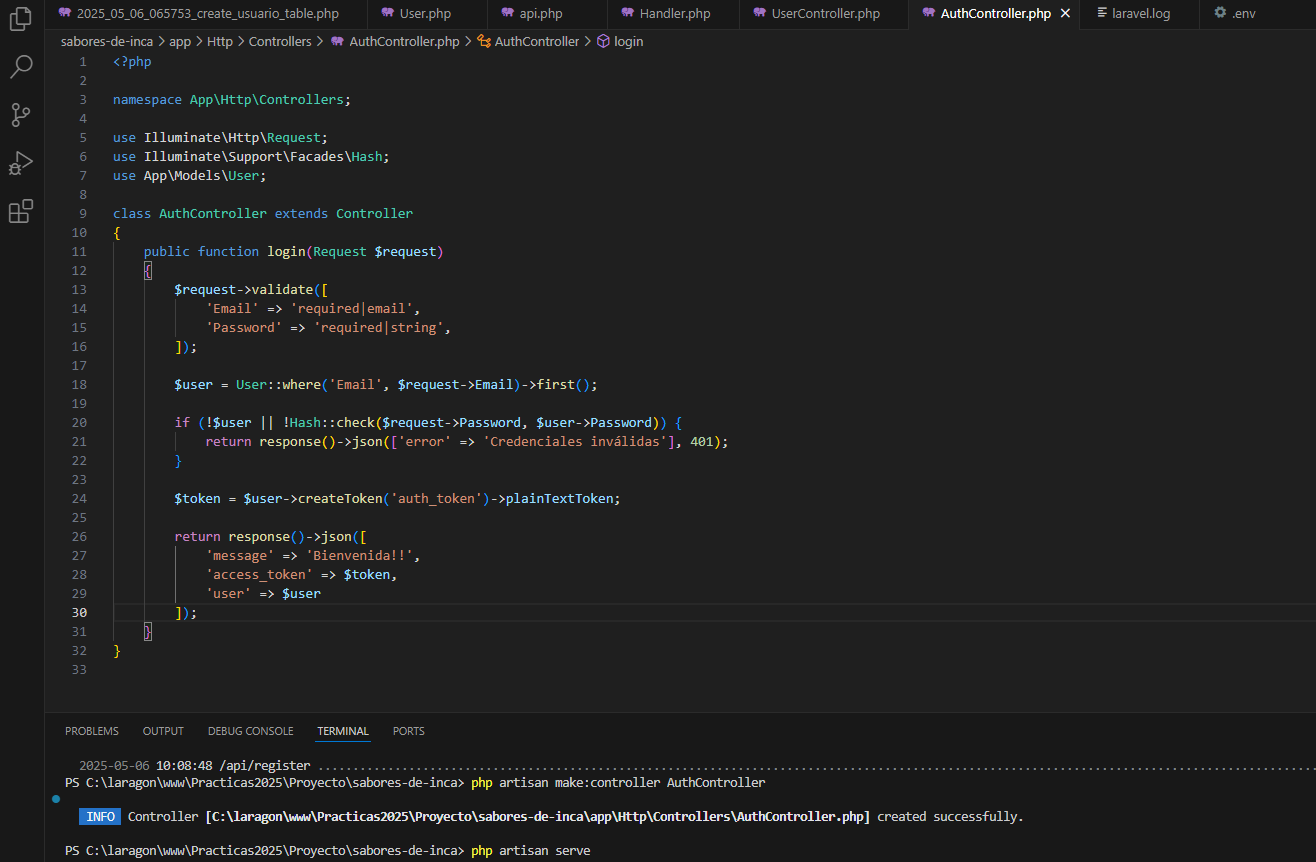 2025_05_06_065753_create_usuario_table.php User.php api.php Handler.php UserController.php AuthController.php laravel.log .env
sabores-de-inca > app > Http > Controllers > AuthController.php > AuthController > login
1 <?php
2
3 namespace App\Http\Controllers;
4
5 use Illuminate\Http\Request;
6 use Illuminate\Support\Facades\Hash;
7 use App\Models\User;
8
9 class AuthController extends Controller
10 {
11     public function login(Request $request)
12     {
13         $request->validate([
14             'Email' => 'required|email',
15             'Password' => 'required|string',
16         ]);
17
18         $user = User::where('Email', $request->Email)->first();
19
20         if (!$user || !Hash::check($request->Password, $user->Password)) {
21             return response()->json(['error' => 'Credenciales inválidas'], 401);
22         }
23
24         $token = $user->createToken('auth_token')->plainTextToken;
25
26         return response()->json([
27             'message' => 'Bienvenida!!',
28             'access_token' => $token,
29             'user' => $user
30         ]);
31     }
32 }
33
PROBLEMS OUTPUT DEBUG CONSOLE TERMINAL PORTS
2025-05-06 10:08:48 /api/register ................................................................
PS C:\laragon\www\Practicas2025\Proyecto\sabores-de-inca> php artisan make:controller AuthController
INFO Controller [C:\laragon\www\Practicas2025\Proyecto\sabores-de-inca\app\Http\Controllers\AuthController.php] created successfully.
PS C:\laragon\www\Practicas2025\Proyecto\sabores-de-inca> php artisan serve